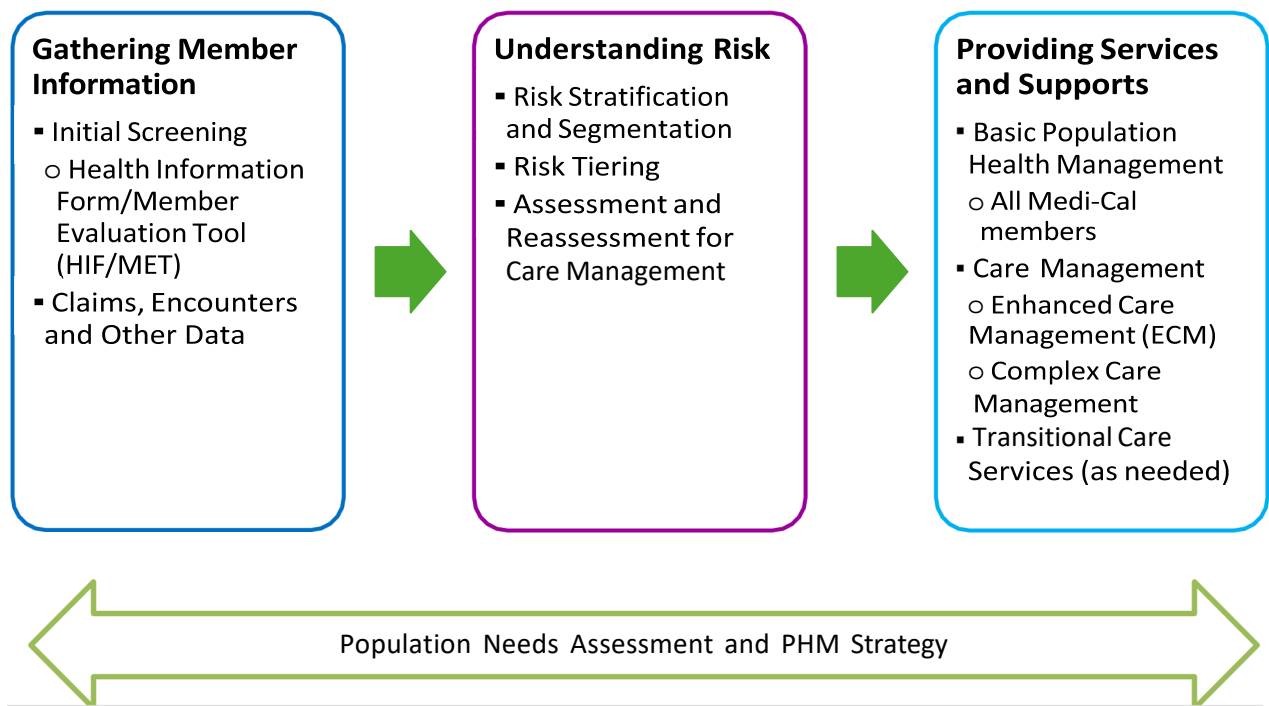 Gathering Member
Information
▪ Initial Screening
o Health Information
Form/Member
Evaluation Tool
(HIF/MET)
▪ Claims, Encounters
and Other Data
Understanding Risk
▪ Risk Stratification
and Segmentation
▪ Risk Tiering
▪ Assessment and
Reassessment for
Care Management
Providing Services
and Supports
▪ Basic Population
Health Management
o All Medi-Cal
members
▪ Care Management
o Enhanced Care
Management (ECM)
o Complex Care
Management
▪ Transitional Care
Services (as needed)
Population Needs Assessment and PHM Strategy